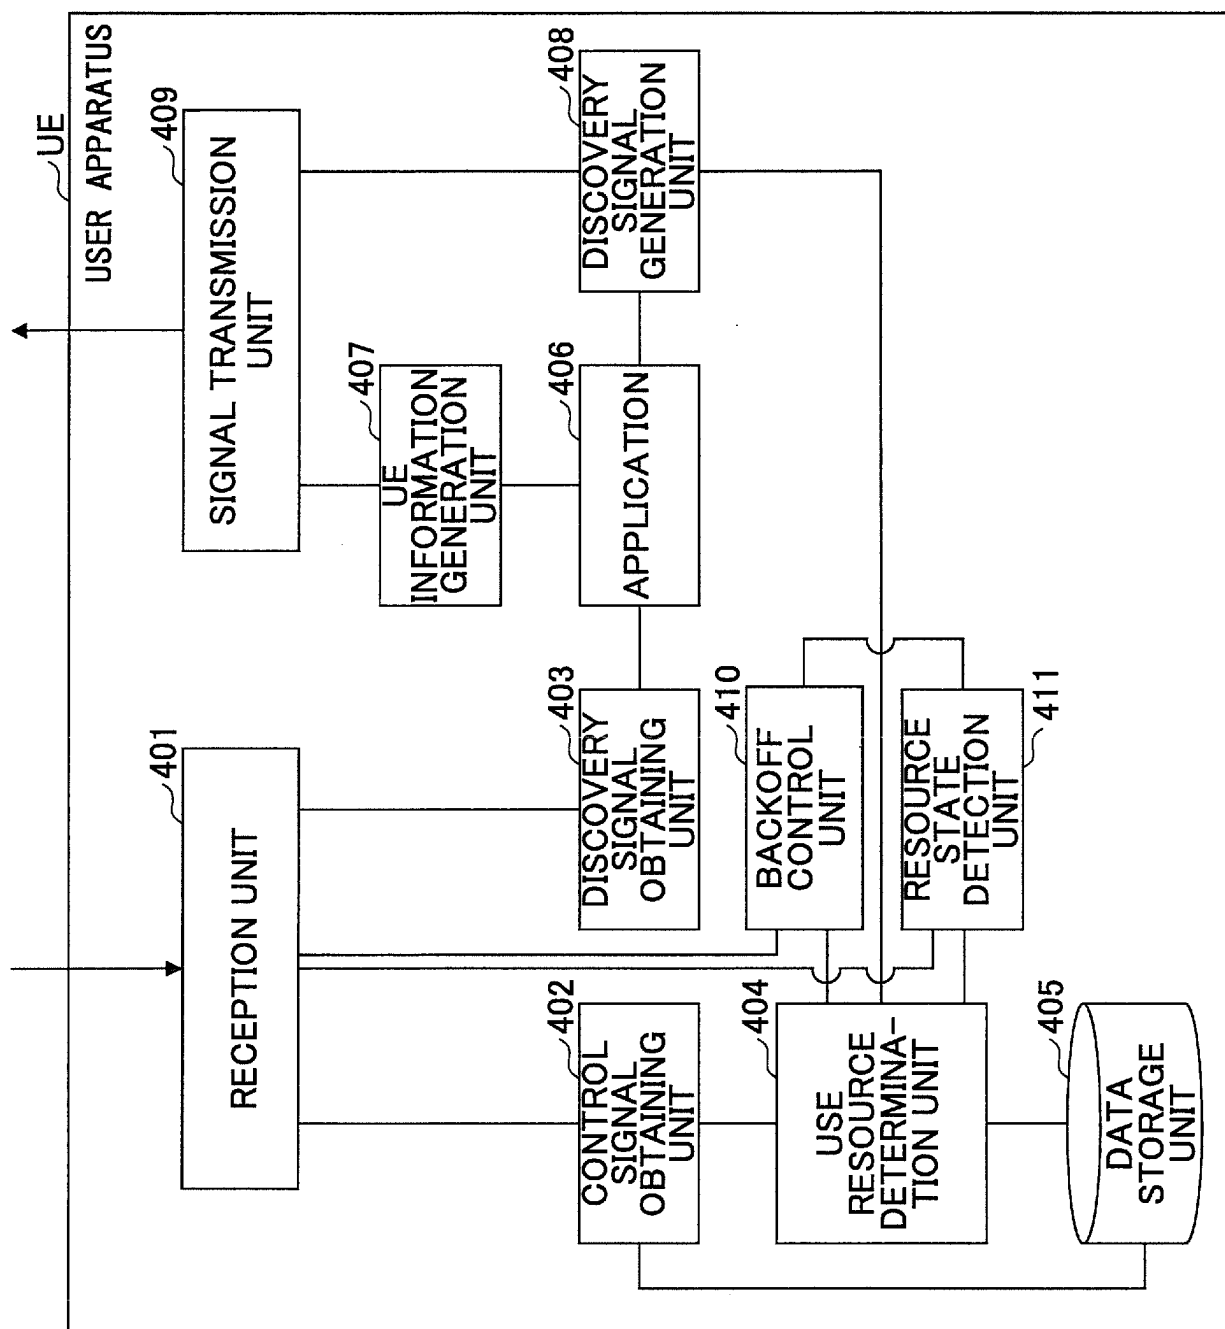 UE
USER APPARATUS
401
RECEPTION UNIT
409
SIGNAL TRANSMISSION
UNIT
407
UE
INFORMATION
GENERATION
UNIT
402
CONTROL
SIGNAL
OBTAINING
UNIT
403
DISCOVERY
SIGNAL
OBTAINING
UNIT
406
APPLICATION
408
DISCOVERY
SIGNAL
GENERATION
UNIT
404
USE
RESOURCE
DETERMINA-
TION UNIT
410
BACKOFF
CONTROL
UNIT
RESOURCE
STATE
DETECTION
UNIT
411
405
DATA
STORAGE
UNIT